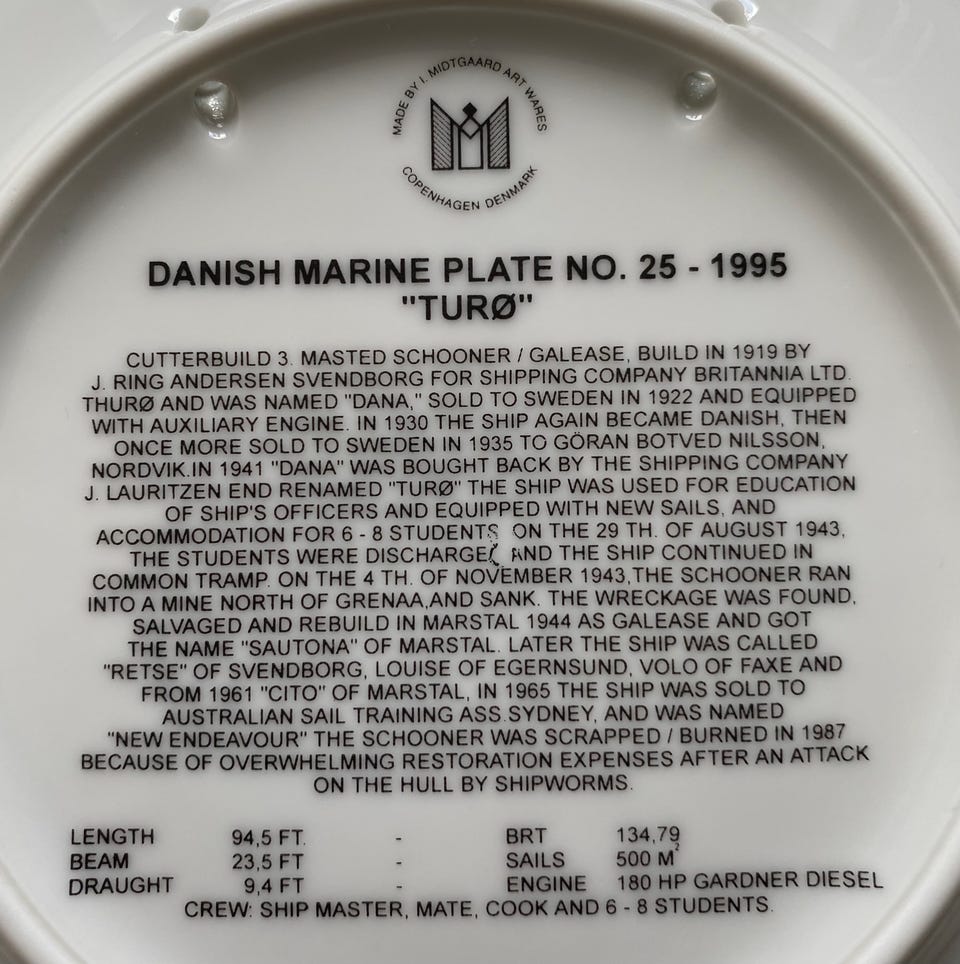 MADE BY I. MIDTGAARD ART WARES
COPENHAGEN DENMARK
DANISH MARINE PLATE NO. 25 - 1995
"TURØ"
CUTTERBUILD 3. MASTED SCHOONER / GALEASE, BUILD IN 1919 BY
J. RING ANDERSEN SVENDBORG FOR SHIPPING COMPANY BRITANNIA LTD.
THURØ AND WAS NAMED "DANA," SOLD TO SWEDEN IN 1922 AND EQUIPPED
WITH AUXILIARY ENGINE. IN 1930 THE SHIP AGAIN BECAME DANISH, THEN
ONCE MORE SOLD TO SWEDEN IN 1935 TO GÖRAN BOTVED NILSSON,
NORDVIK.IN 1941 "DANA" WAS BOUGHT BACK BY THE SHIPPING COMPANY
J. LAURITZEN END RENAMED "TURØ" THE SHIP WAS USED FOR EDUCATION
OF SHIP'S OFFICERS AND EQUIPPED WITH NEW SAILS, AND
ACCOMMODATION FOR 6 - 8 STUDENTS ON THE 29 TH. OF AUGUST 1943,
THE STUDENTS WERE DISCHARGED AND THE SHIP CONTINUED IN
COMMON TRAMP. ON THE 4 TH. OF NOVEMBER 1943,THE SCHOONER RAN
INTO A MINE NORTH OF GRENAA,AND SANK. THE WRECKAGE WAS FOUND,
SALVAGED AND REBUILD IN MARSTAL 1944 AS GALEASE AND GOT
THE NAME "SAUTONA" OF MARSTAL. LATER THE SHIP WAS CALLED
"RETSE" OF SVENDBORG, LOUISE OF EGERNSUND, VOLO OF FAXE AND
FROM 1961 "CITO" OF MARSTAL, IN 1965 THE SHIP WAS SOLD TO
AUSTRALIAN SAIL TRAINING ASS.SYDNEY, AND WAS NAMED
"NEW ENDEAVOUR" THE SCHOONER WAS SCRAPPED / BURNED IN 1987
BECAUSE OF OVERWHELMING RESTORATION EXPENSES AFTER AN ATTACK
ON THE HULL BY SHIPWORMS.
LENGTH 94,5 FT. - BRT 134,79
BEAM 23,5 FT - SAILS 500 M²
DRAUGHT 9,4 FT - ENGINE 180 HP GARDNER DIESEL
CREW: SHIP MASTER, MATE, COOK AND 6 - 8 STUDENTS.